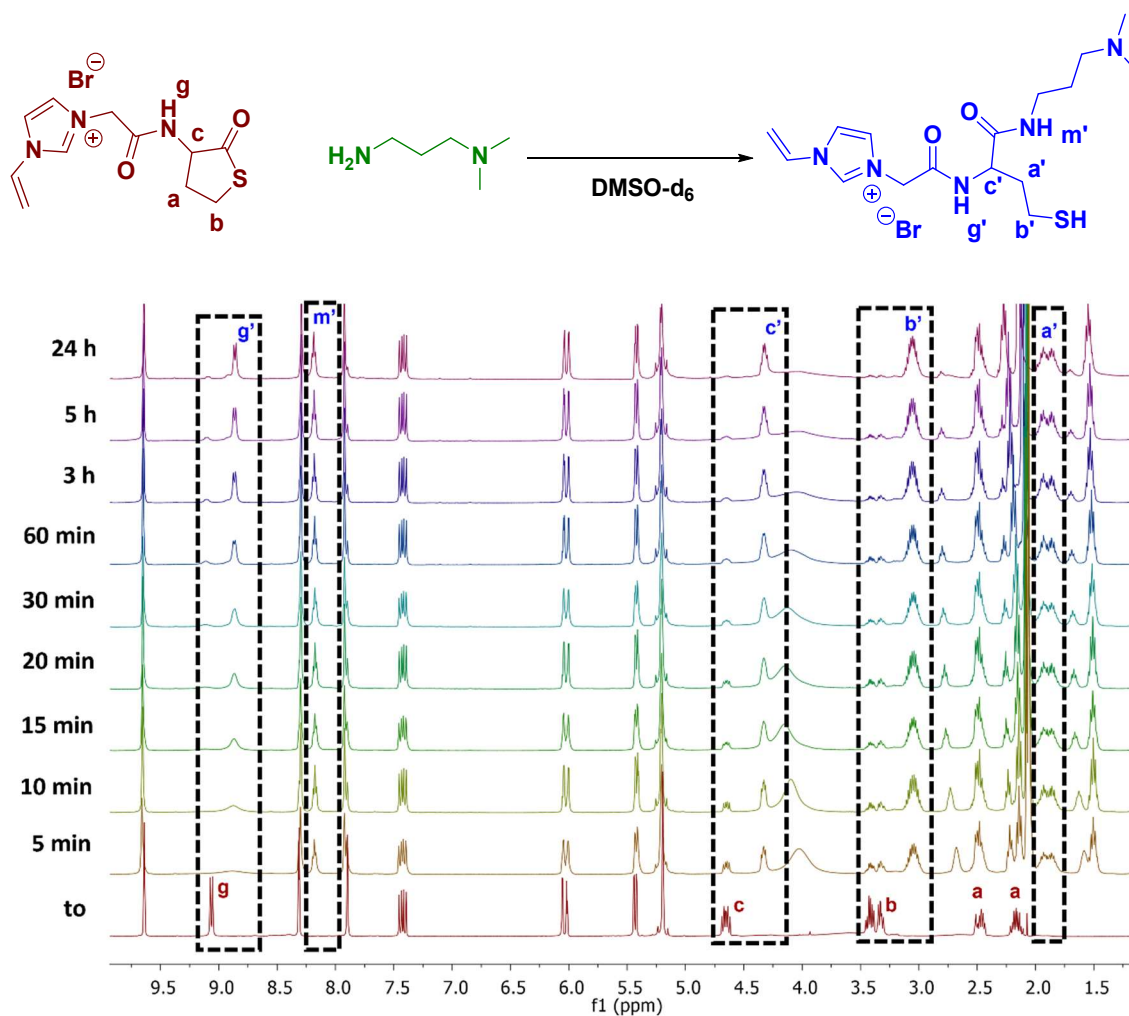 Br ⊖
g
H
N
c
O
N
⊕
N
O
S
a
b
H2N
N
DMSO-d6
N
O
N
H
m'
O
N
N
⊕
⊖Br
N
H
g'
c'
a'
b'
SH
24 h
g'
m'
c'
b'
a'
5 h
3 h
60 min
30 min
20 min
15 min
10 min
5 min
to
g
c
b
a
a
9.5 9.0 8.5 8.0 7.5 7.0 6.5 6.0 5.5 5.0 4.5 4.0 3.5 3.0 2.5 2.0 1.5
f1 (ppm)